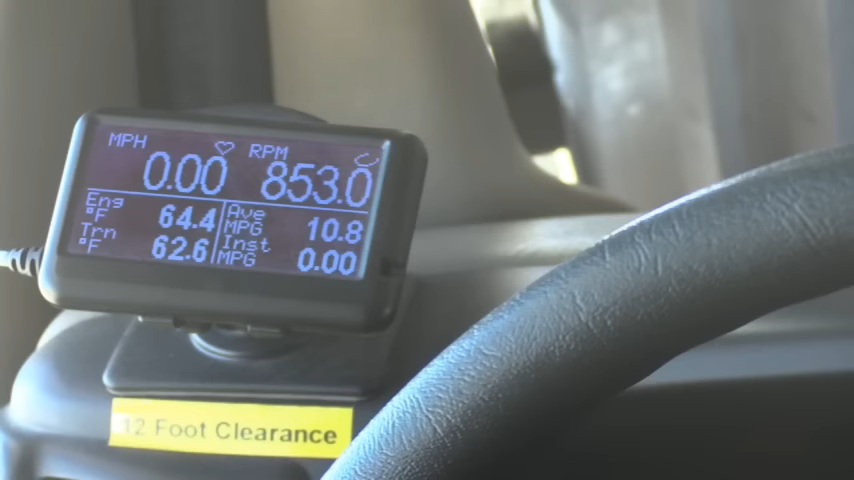 MPH RPM
0.00 853.0
Eng °F 64.4 Ave MPG 10.8
Trn °F 62.6 Inst MPG 0.00
12 Foot Clearance